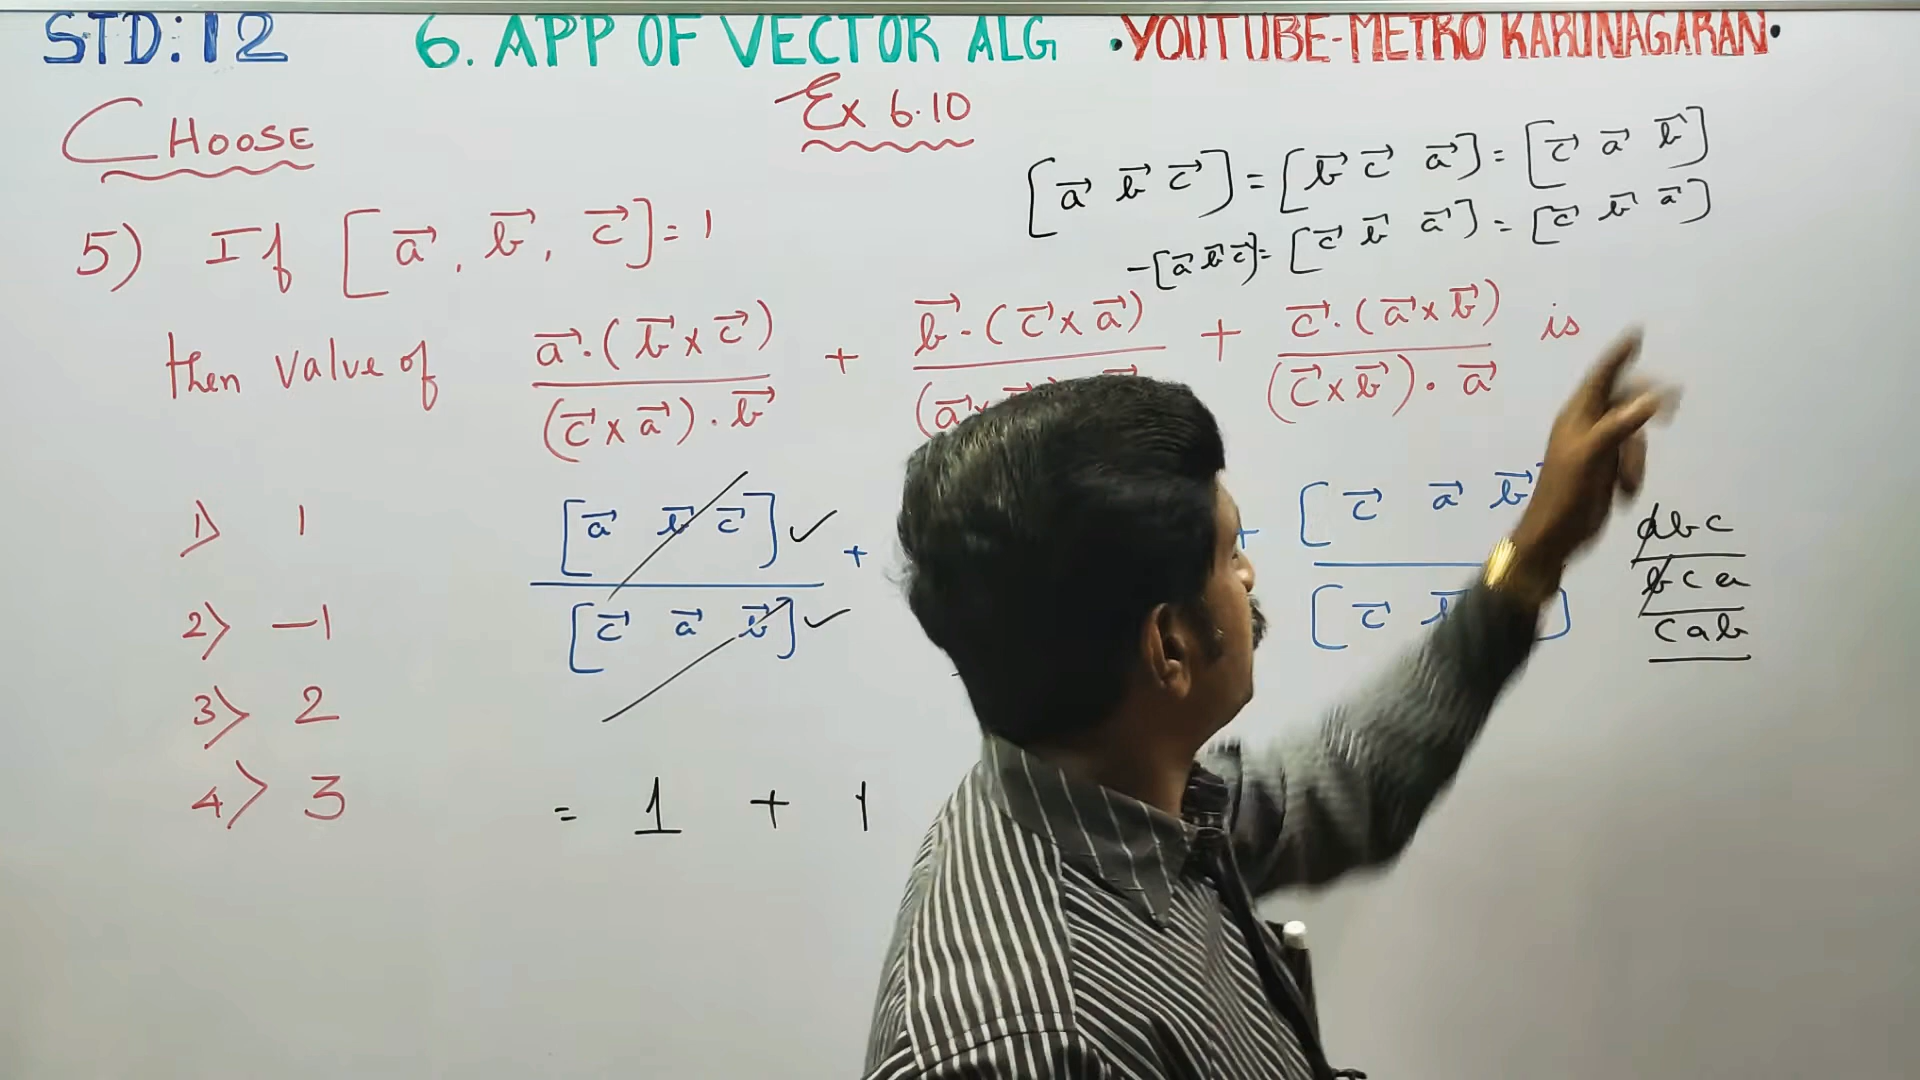 STD:12 6. APP OF VECTOR ALG •YOUTUBE-METRO KARUNAGARAN•
CHOOSE Ex 6.10
[a⃗ b⃗ c⃗] = [b⃗ c⃗ a⃗] = [c⃗ a⃗ b⃗]
-[a⃗ b⃗ c⃗] = [c⃗ b⃗ a⃗] = [c⃗ b⃗ a⃗]
5) If [a⃗, b⃗, c⃗] = 1
then value of a⃗·(b⃗×c⃗) / (c⃗×a⃗)·b⃗ + b⃗·(c⃗×a⃗) / (a⃗× + c⃗·(a⃗×b⃗) / (c⃗×b⃗)·a⃗ is
1) 1
2) -1
3) 2
4) 3
[a⃗ b⃗ c⃗] ✓ / [c⃗ a⃗ b⃗] ✓ + + [c⃗ a⃗ b⃗ / [c⃗ b⃗ ]
abc
bca
cab
= 1 + 1